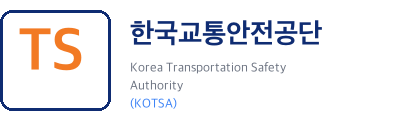 TS
한국교통안전공단
Korea Transportation Safety
Authority
(KOTSA)